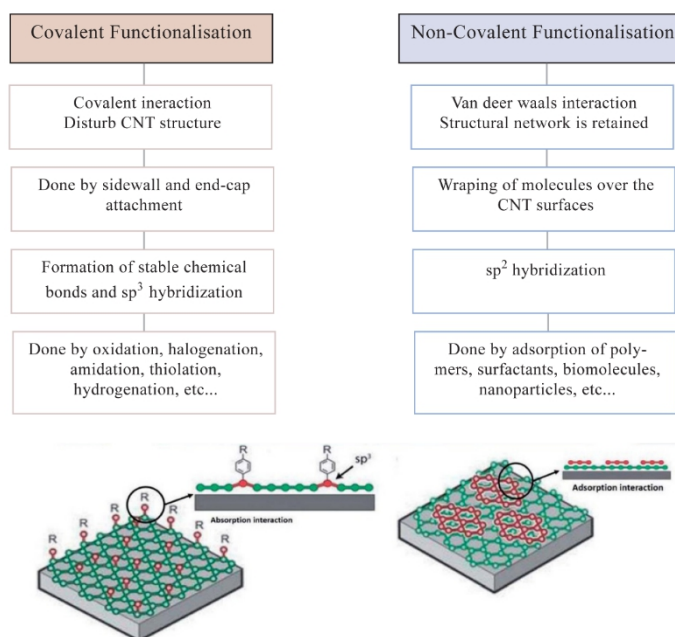 Covalent Functionalisation
Non-Covalent Functionalisation
Covalent ineraction
Disturb CNT structure
Van deer waals interaction
Structural network is retained
Done by sidewall and end-cap
attachment
Wraping of molecules over the
CNT surfaces
Formation of stable chemical
bonds and sp³ hybridization
sp² hybridization
Done by oxidation, halogenation,
amidation, thiolation,
hydrogenation, etc...
Done by adsorption of poly-
mers, surfactants, biomolecules,
nanoparticles, etc...
R
R
sp³
Absorption interaction
R
R
R
R
R
R
R
R
Adsorption interaction